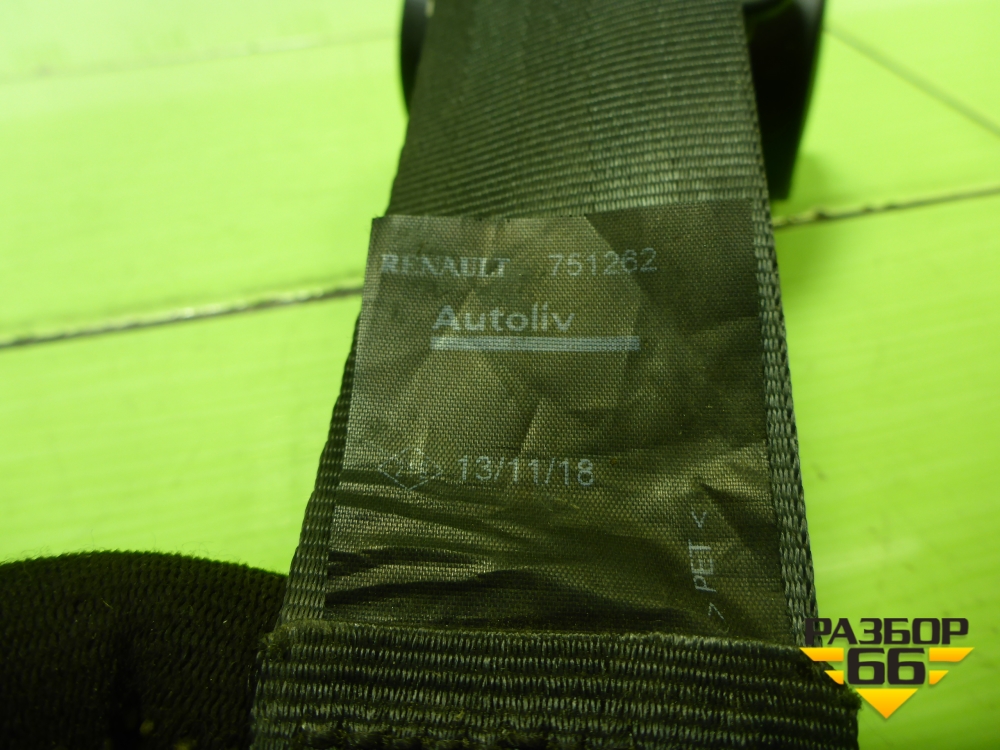 RENAULT 751262
Autoliv
13/11/18
> PET <
РАЗБОР
66